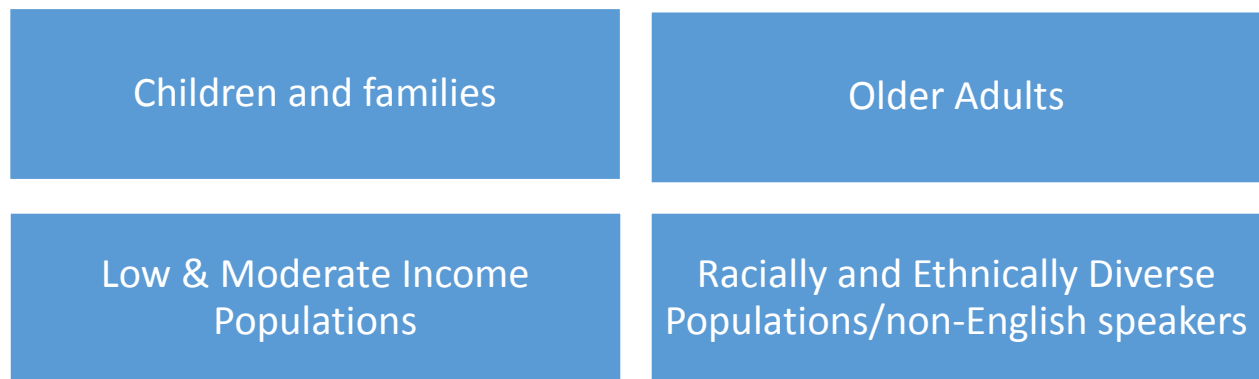 Children and families
Older Adults
Low & Moderate Income
Populations
Racially and Ethnically Diverse
Populations/non-English speakers